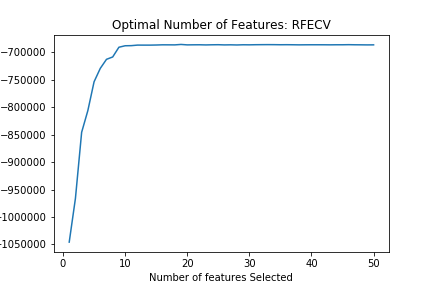 Optimal Number of Features: RFECV
−700000
−750000
−800000
−850000
−900000
−950000
−1000000
−1050000
0 10 20 30 40 50
Number of features Selected